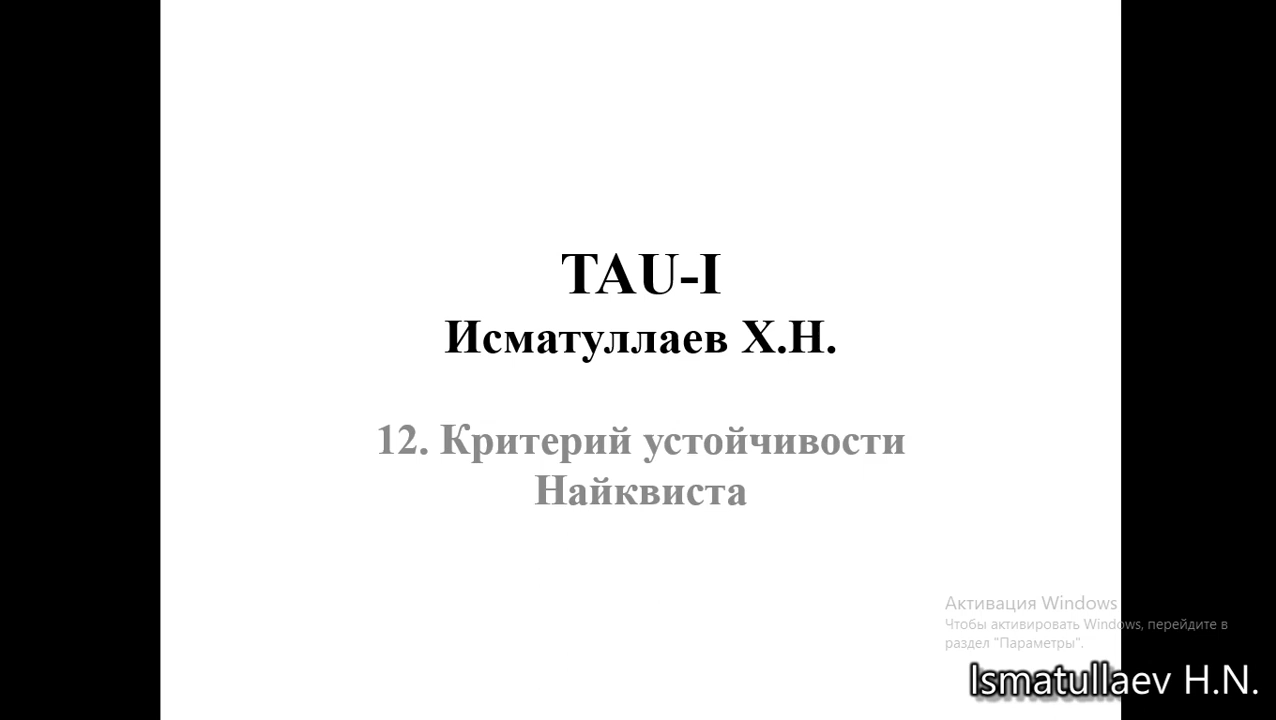 TAU-I
Исматуллаев Х.Н.
12. Критерий устойчивости
Найквиста
Активация Windows
Чтобы активировать Windows, перейдите в
раздел "Параметры".
Ismatullaev H.N.